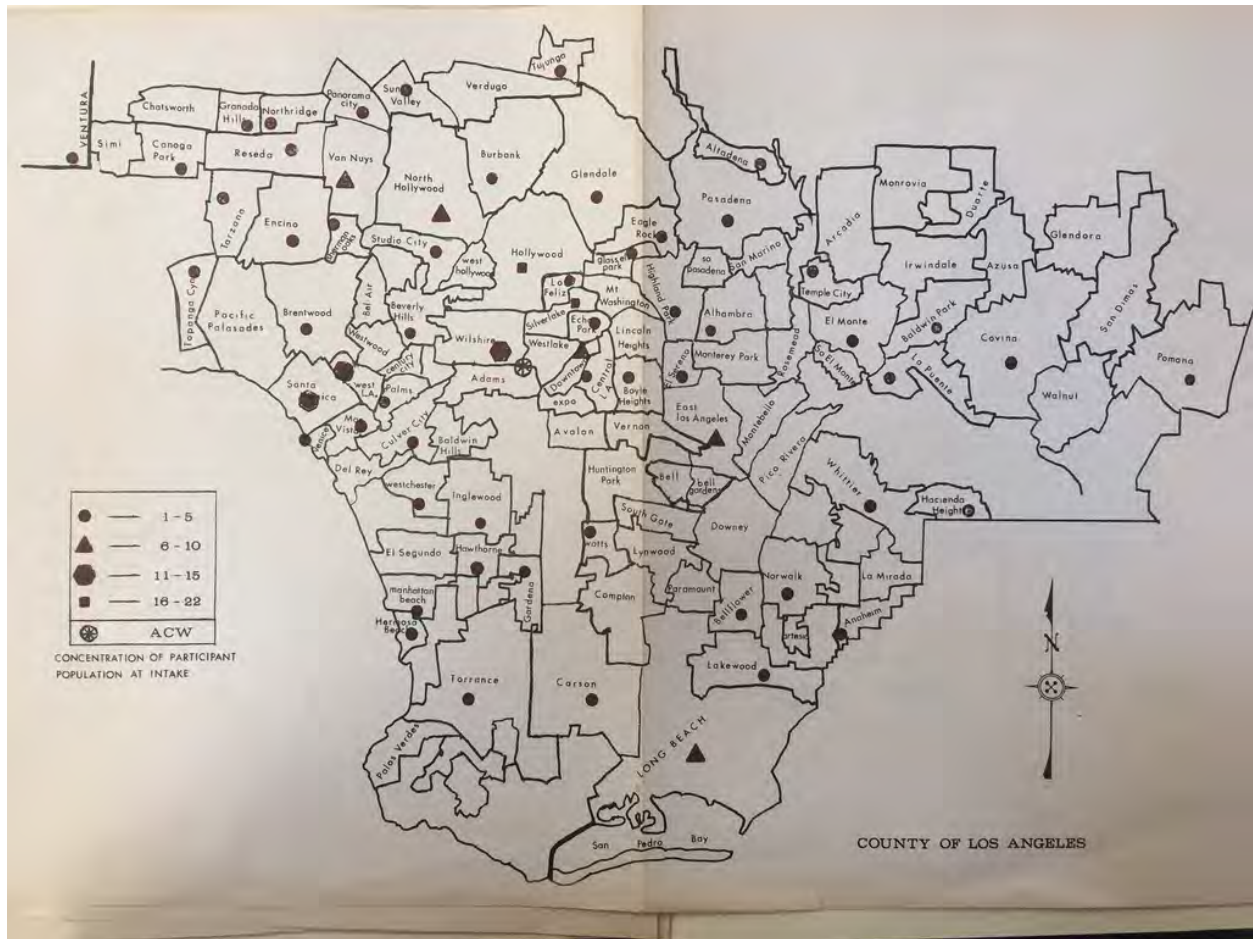 Tujunga
Verdugo
Sun Valley
Panorama city
Chatsworth
Granada Hills
Northridge
VENTURA
Simi
Canoga Park
Reseda
Van Nuys
North Hollywood
Burbank
Glendale
Altadena
Pasadena
Monrovia
Duarte
Arcadia
Glendora
Tarzana
Encino
Sherman Oaks
Studio City
west hollywood
Hollywood
Eagle Rock
glassell park
so pasadena
San Marino
Irwindale
Azusa
San Dimas
Topanga Cyn
Pacific Palasades
Brentwood
Bel Air
Beverly Hills
Westwood
century city
Los Feliz
Mt Washington
Highland Park
Silverlake
Echo Park
Alhambra
Temple City
El Monte
Baldwin Park
Covina
Pomona
Wilshire
Westlake
Lincoln Heights
Monterey Park
Rosemead
So El Monte
La Puente
Walnut
Santa Monica
west L.A.
Palms
Adams
Downtown
Central LA
Boyle Heights
El Sereno
expo
East los Angeles
Montebello
Venice
Mar Vista
Culver City
Baldwin Hills
Avalon
Vernon
Pico Rivera
Whittier
Del Rey
westchester
Inglewood
Huntington Park
Bell
bell gardens
Hacienda Heights
South Gate
Downey
El Segundo
Hawthorne
watts
Lynwood
Norwalk
La Mirada
manhattan beach
Gardena
Compton
Paramount
Bellflower
artesia
Anaheim
Hermosa Beach
Lakewood
Torrance
Carson
Palos Verdes
LONG BEACH
San Pedro Bay
1-5
6-10
11-15
16-22
ACW
CONCENTRATION OF PARTICIPANT
POPULATION AT INTAKE
N
COUNTY OF LOS ANGELES